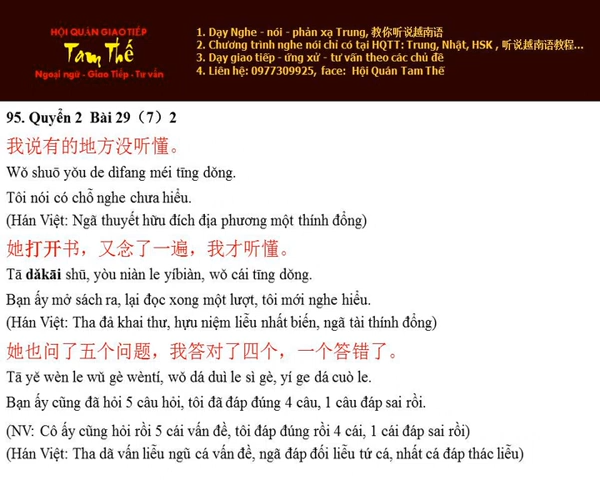 HỘI QUÁN GIAO TIẾP
Tam Thế
Ngoại ngữ - Giao Tiếp - Tư vấn
1. Dạy Nghe - nói - phản xạ Trung, 教你听说越南语
2. Chương trình nghe nói chỉ có tại HQTT: Trung, Nhật, HSK , 听说越南语教程...
3. Dạy giao tiếp - ứng xử - tư vấn theo các chủ đề
4. Liên hệ: 0977309925, face: Hội Quán Tam Thế
95. Quyển 2 Bài 29（7）2
我说有的地方没听懂。
Wǒ shuō yǒu de dìfang méi tīng dǒng.
Tôi nói có chỗ nghe chưa hiểu.
(Hán Việt: Ngã thuyết hữu đích địa phương một thính đổng)
她打开书，又念了一遍，我才听懂。
Tā dǎkāi shū, yòu niàn le yíbiàn, wǒ cái tīng dǒng.
Bạn ấy mở sách ra, lại đọc xong một lượt, tôi mới nghe hiểu.
(Hán Việt: Tha đả khai thư, hựu niệm liễu nhất biến, ngã tài thính đổng)
她也问了五个问题，我答对了四个，一个答错了。
Tā yě wèn le wǔ gè wèntí, wǒ dá duì le sì gè, yí ge dá cuò le.
Bạn ấy cũng đã hỏi 5 câu hỏi, tôi đã đáp đúng 4 câu, 1 câu đáp sai rồi.
(NV: Cô ấy cũng hỏi rồi 5 cái vấn đề, tôi đáp đúng rồi 4 cái, 1 cái đáp sai rồi)
(Hán Việt: Tha dã vấn liễu ngũ cá vấn đề, ngã đáp đối liễu tứ cá, nhất cá đáp thác liễu)